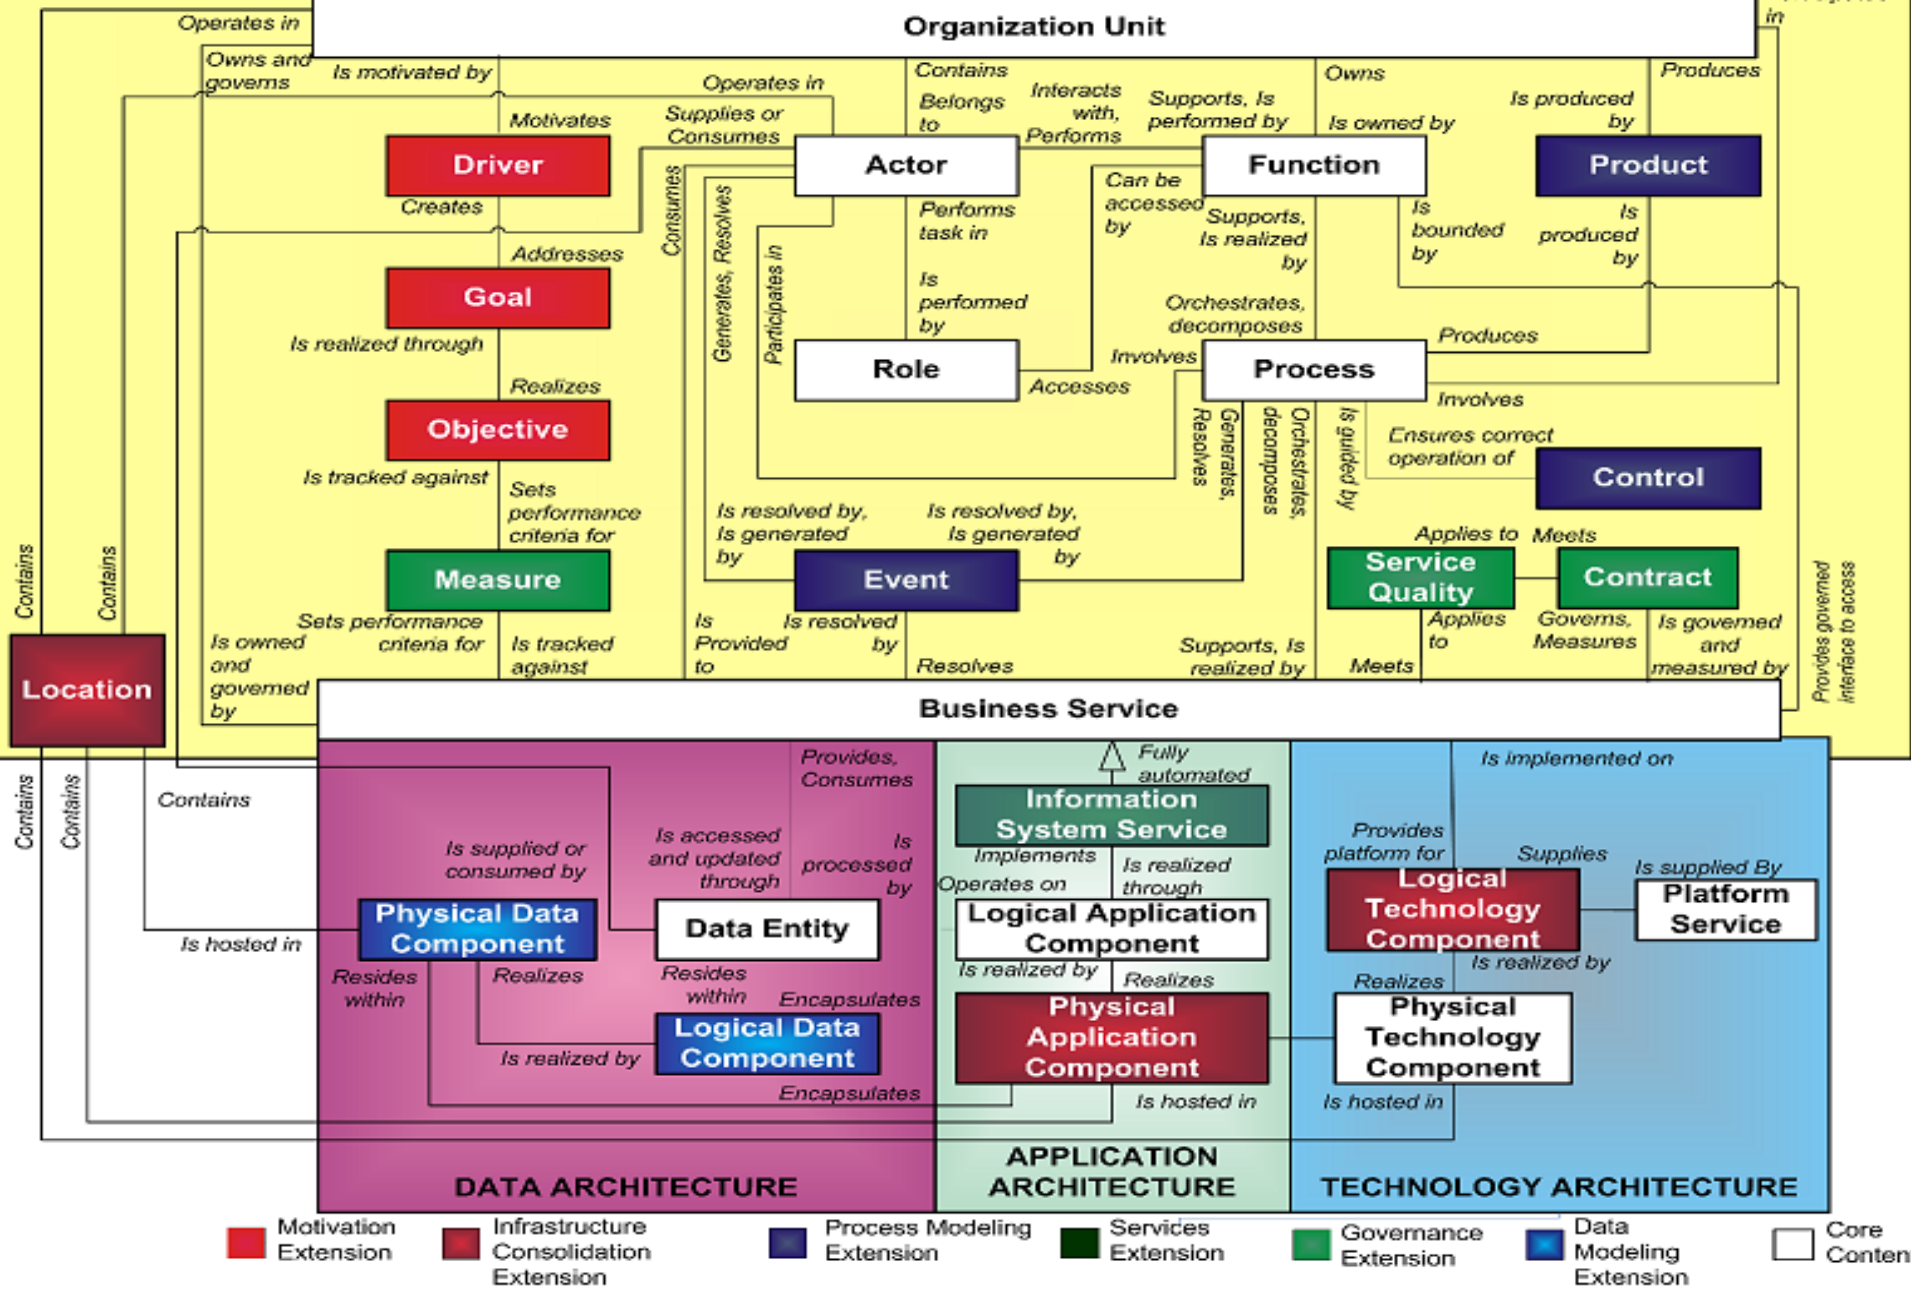 Operates in
Organization Unit
in
Owns and
governs
Is motivated by
Operates in
Contains
Belongs
to
Interacts
with,
Performs
Supports, Is
performed by
Owns
Is owned by
Produces
Is produced
by
Motivates
Supplies or
Consumes
Driver
Actor
Function
Product
Creates
Consumes
Generates, Resolves
Participates in
Performs
task in
Can be
accessed
by
Supports,
Is realized
by
Is
bounded
by
Is
produced
by
Addresses
Goal
Is
performed
by
Orchestrates,
decomposes
Is realized through
Produces
Role
Involves
Process
Realizes
Accesses
Involves
Objective
Generates,
Resolves
Orchestrates,
decomposes
Is guided by
Ensures correct
operation of
Control
Is tracked against
Sets
performance
criteria for
Is resolved by,
Is generated
by
Is resolved by,
Is generated
by
Applies to
Meets
Contains
Contains
Measure
Event
Service
Quality
Contract
Provides governed
interface to access
Sets performance
criteria for
Is tracked
against
Is
Provided
to
Is resolved
by
Resolves
Supports, Is
realized by
Meets
Applies
to
Governs,
Measures
Is governed
and
measured by
Is owned
and
governed
by
Location
Business Service
Contains
Contains
Contains
Provides,
Consumes
Fully
automated
Is implemented on
Information
System Service
Is supplied or
consumed by
Is accessed
and updated
through
Is
processed
by
Implements
Is realized
through
Operates on
Provides
platform for
Supplies
Is supplied By
Physical Data
Component
Data Entity
Logical Application
Component
Logical
Technology
Component
Platform
Service
Is hosted in
Resides
within
Realizes
Resides
within
Encapsulates
Is realized by
Realizes
Is realized by
Realizes
Logical Data
Component
Physical
Application
Component
Physical
Technology
Component
Is realized by
Encapsulates
Is hosted in
Is hosted in
DATA ARCHITECTURE
APPLICATION
ARCHITECTURE
TECHNOLOGY ARCHITECTURE
Motivation
Extension
Infrastructure
Consolidation
Extension
Process Modeling
Extension
Services
Extension
Governance
Extension
Data
Modeling
Extension
Core
Conten